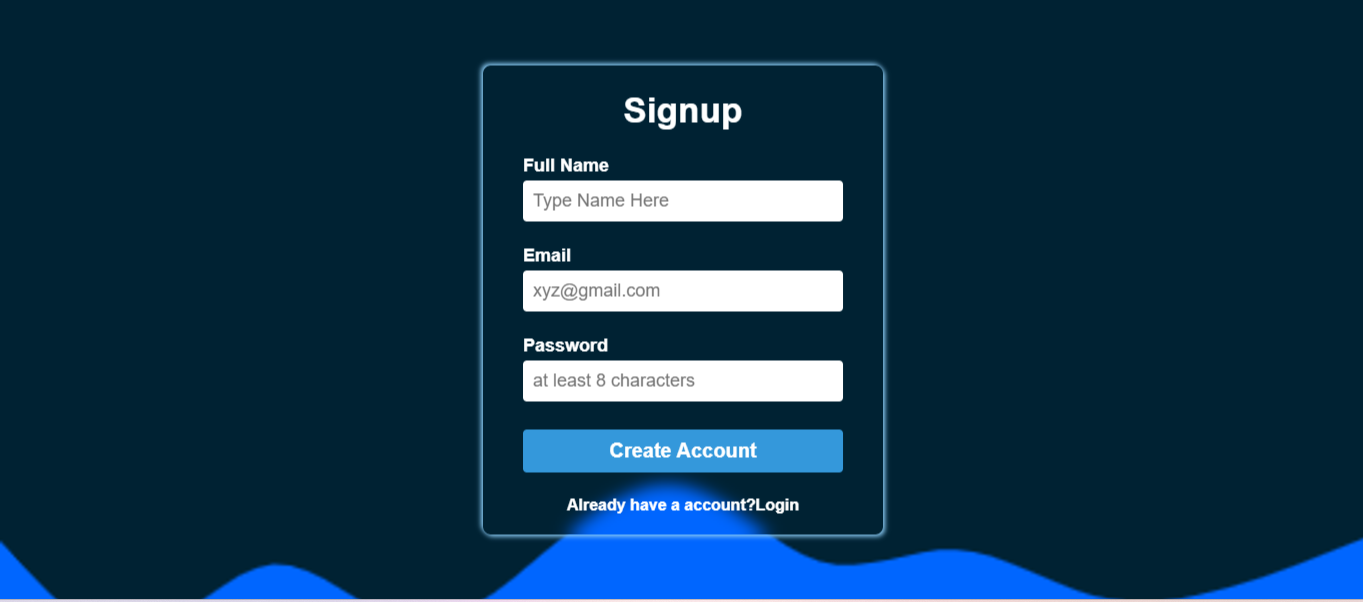 Signup
Full Name
Type Name Here
Email
xyz@gmail.com
Password
at least 8 characters
Create Account
Already have a account?Login